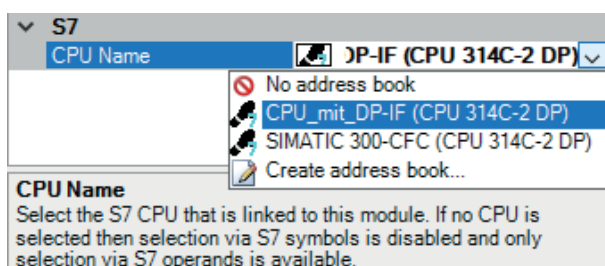 S7
CPU Name
DP-IF (CPU 314C-2 DP)
No address book
CPU_mit_DP-IF (CPU 314C-2 DP)
SIMATIC 300-CFC (CPU 314C-2 DP)
Create address book...
CPU Name
Select the S7 CPU that is linked to this module. If no CPU is
selected then selection via S7 symbols is disabled and only
selection via S7 operands is available.